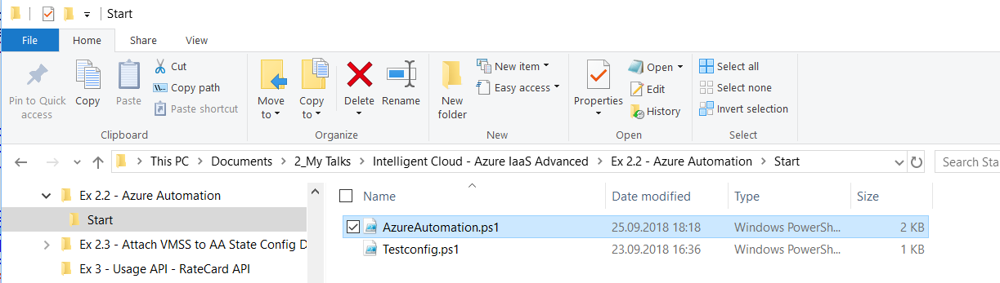 Start
File Home Share View
Pin to Quick access
Copy
Paste
Cut
Copy path
Paste shortcut
Clipboard
Move to
Copy to
Delete
Rename
Organize
New folder
New item
Easy access
New
Properties
Open
Edit
History
Open
Select all
Select none
Invert selection
Select
This PC > Documents > 2_My Talks > Intelligent Cloud - Azure IaaS Advanced > Ex 2.2 - Azure Automation > Start
Search Sta
Ex 2.2 - Azure Automation
Start
Ex 2.3 - Attach VMSS to AA State Config D
Ex 3 - Usage API - RateCard API
Name Date modified Type Size
AzureAutomation.ps1 25.09.2018 18:18 Windows PowerSh... 2 KB
Testconfig.ps1 23.09.2018 16:36 Windows PowerSh... 1 KB